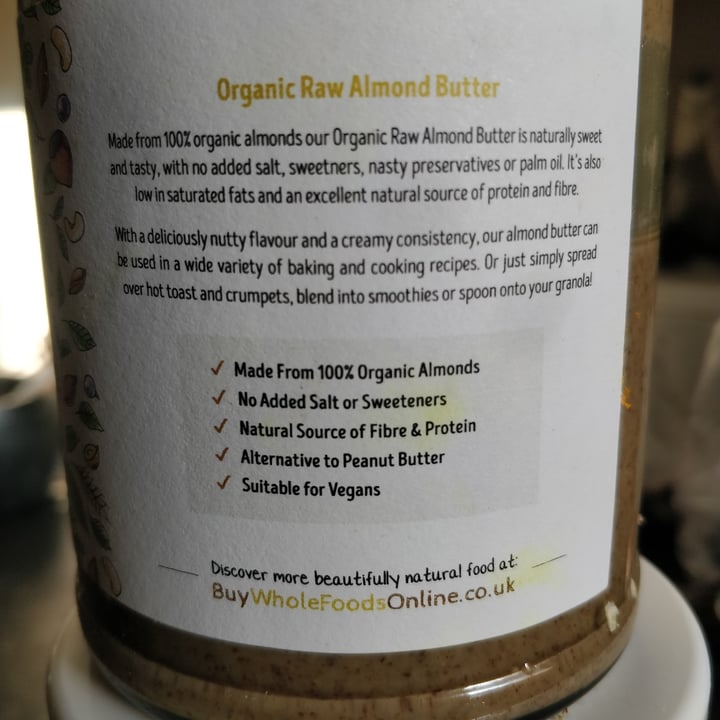 Organic Raw Almond Butter
Made from 100% organic almonds our Organic Raw Almond Butter is naturally sweet
and tasty, with no added salt, sweetners, nasty preservatives or palm oil. It's also
low in saturated fats and an excellent natural source of protein and fibre.
With a deliciously nutty flavour and a creamy consistency, our almond butter can
be used in a wide variety of baking and cooking recipes. Or just simply spread
over hot toast and crumpets, blend into smoothies or spoon onto your granola!
✓ Made From 100% Organic Almonds
✓ No Added Salt or Sweeteners
✓ Natural Source of Fibre & Protein
✓ Alternative to Peanut Butter
✓ Suitable for Vegans
Discover more beautifully natural food at:
BuyWholeFoodsOnline.co.uk